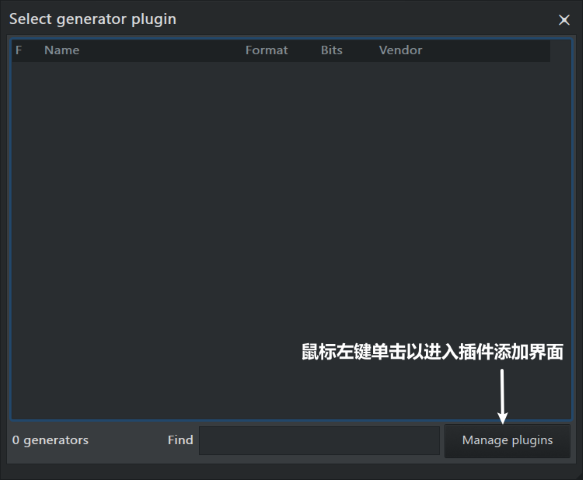 Select generator plugin
F Name Format Bits Vendor
鼠标左键单击以进入插件添加界面
0 generators Find Manage plugins